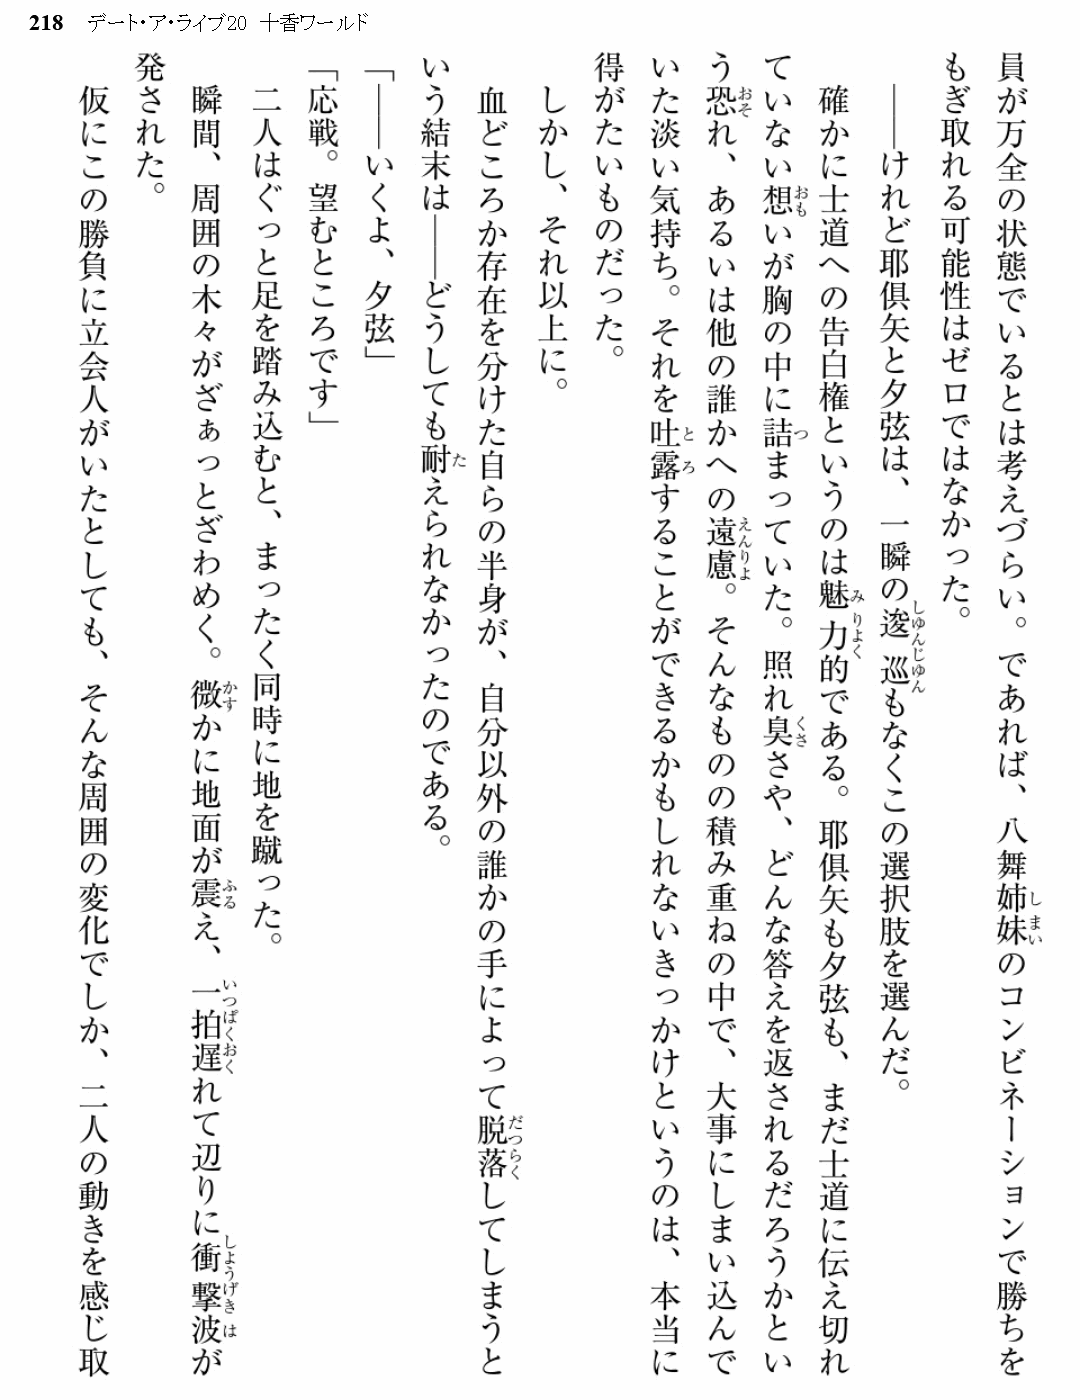 218 デート・ア・ライブ20 十香ワールド
員が万全の状態でいるとは考えづらい。であれば、八舞姉妹のコンビネーションで勝ちを
もぎ取れる可能性はゼロではなかった。
――けれど耶倶矢と夕弦は、一瞬の逡巡もなくこの選択肢を選んだ。
確かに士道への告白権というのは魅力的である。耶倶矢も夕弦も、まだ士道に伝え切れ
ていない想いが胸の中に詰まっていた。照れ臭さや、どんな答えを返されるだろうかとい
う恐れ、あるいは他の誰かへの遠慮。そんなものの積み重ねの中で、大事にしまい込んで
いた淡い気持ち。それを吐露することができるかもしれないきっかけというのは、本当に
得がたいものだった。
しかし、それ以上に。
血どころか存在を分けた自らの半身が、自分以外の誰かの手によって脱落してしまうと
いう結末は――どうしても耐えられなかったのである。
「――いくよ、夕弦」
「応戦。望むところです」
二人はぐっと足を踏み込むと、まったく同時に地を蹴った。
瞬間、周囲の木々がざぁっとざわめく。微かに地面が震え、一拍遅れて辺りに衝撃波が
発された。
仮にこの勝負に立会人がいたとしても、そんな周囲の変化でしか、二人の動きを感じ取